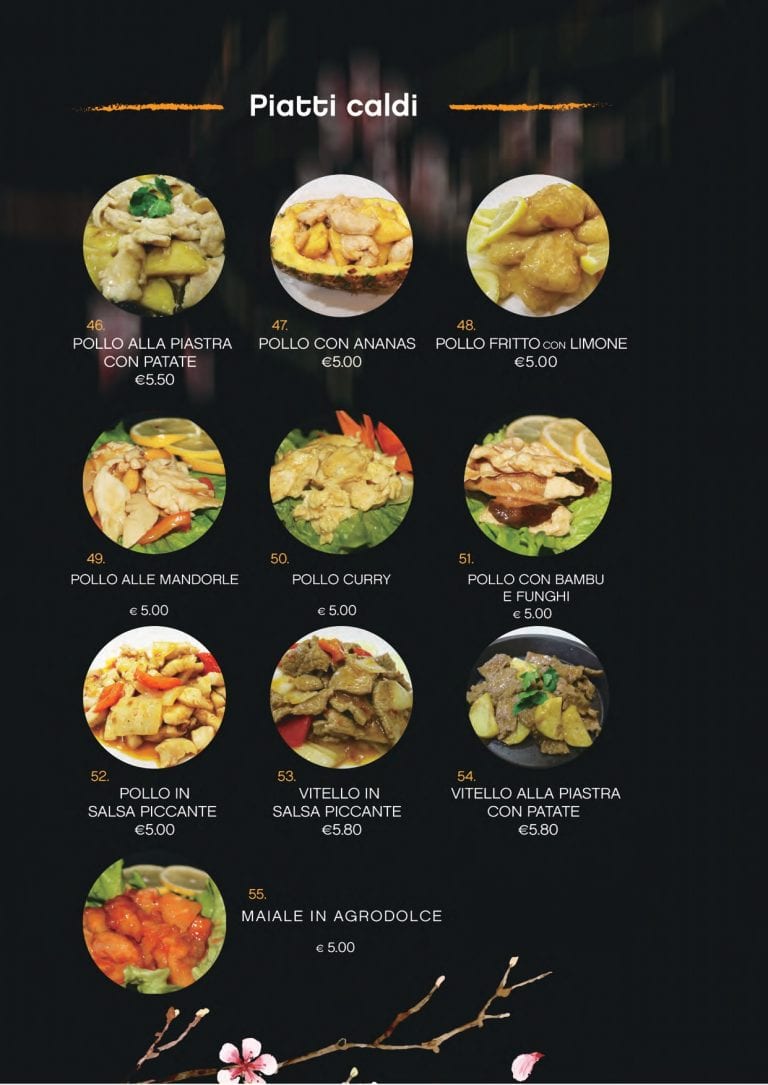 Piatti caldi
46.
POLLO ALLA PIASTRA
CON PATATE
€5.50
47.
POLLO CON ANANAS
€5.00
48.
POLLO FRITTO CON LIMONE
€5.00
49.
POLLO ALLE MANDORLE
€ 5.00
50.
POLLO CURRY
€ 5.00
51.
POLLO CON BAMBU
E FUNGHI
€ 5.00
52.
POLLO IN
SALSA PICCANTE
€5.00
53.
VITELLO IN
SALSA PICCANTE
€5.80
54.
VITELLO ALLA PIASTRA
CON PATATE
€5.80
55.
MAIALE IN AGRODOLCE
€ 5.00